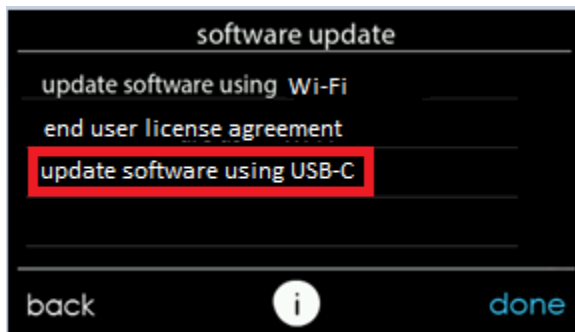 software update
update software using Wi-Fi
end user license agreement
update software using USB-C
back i done